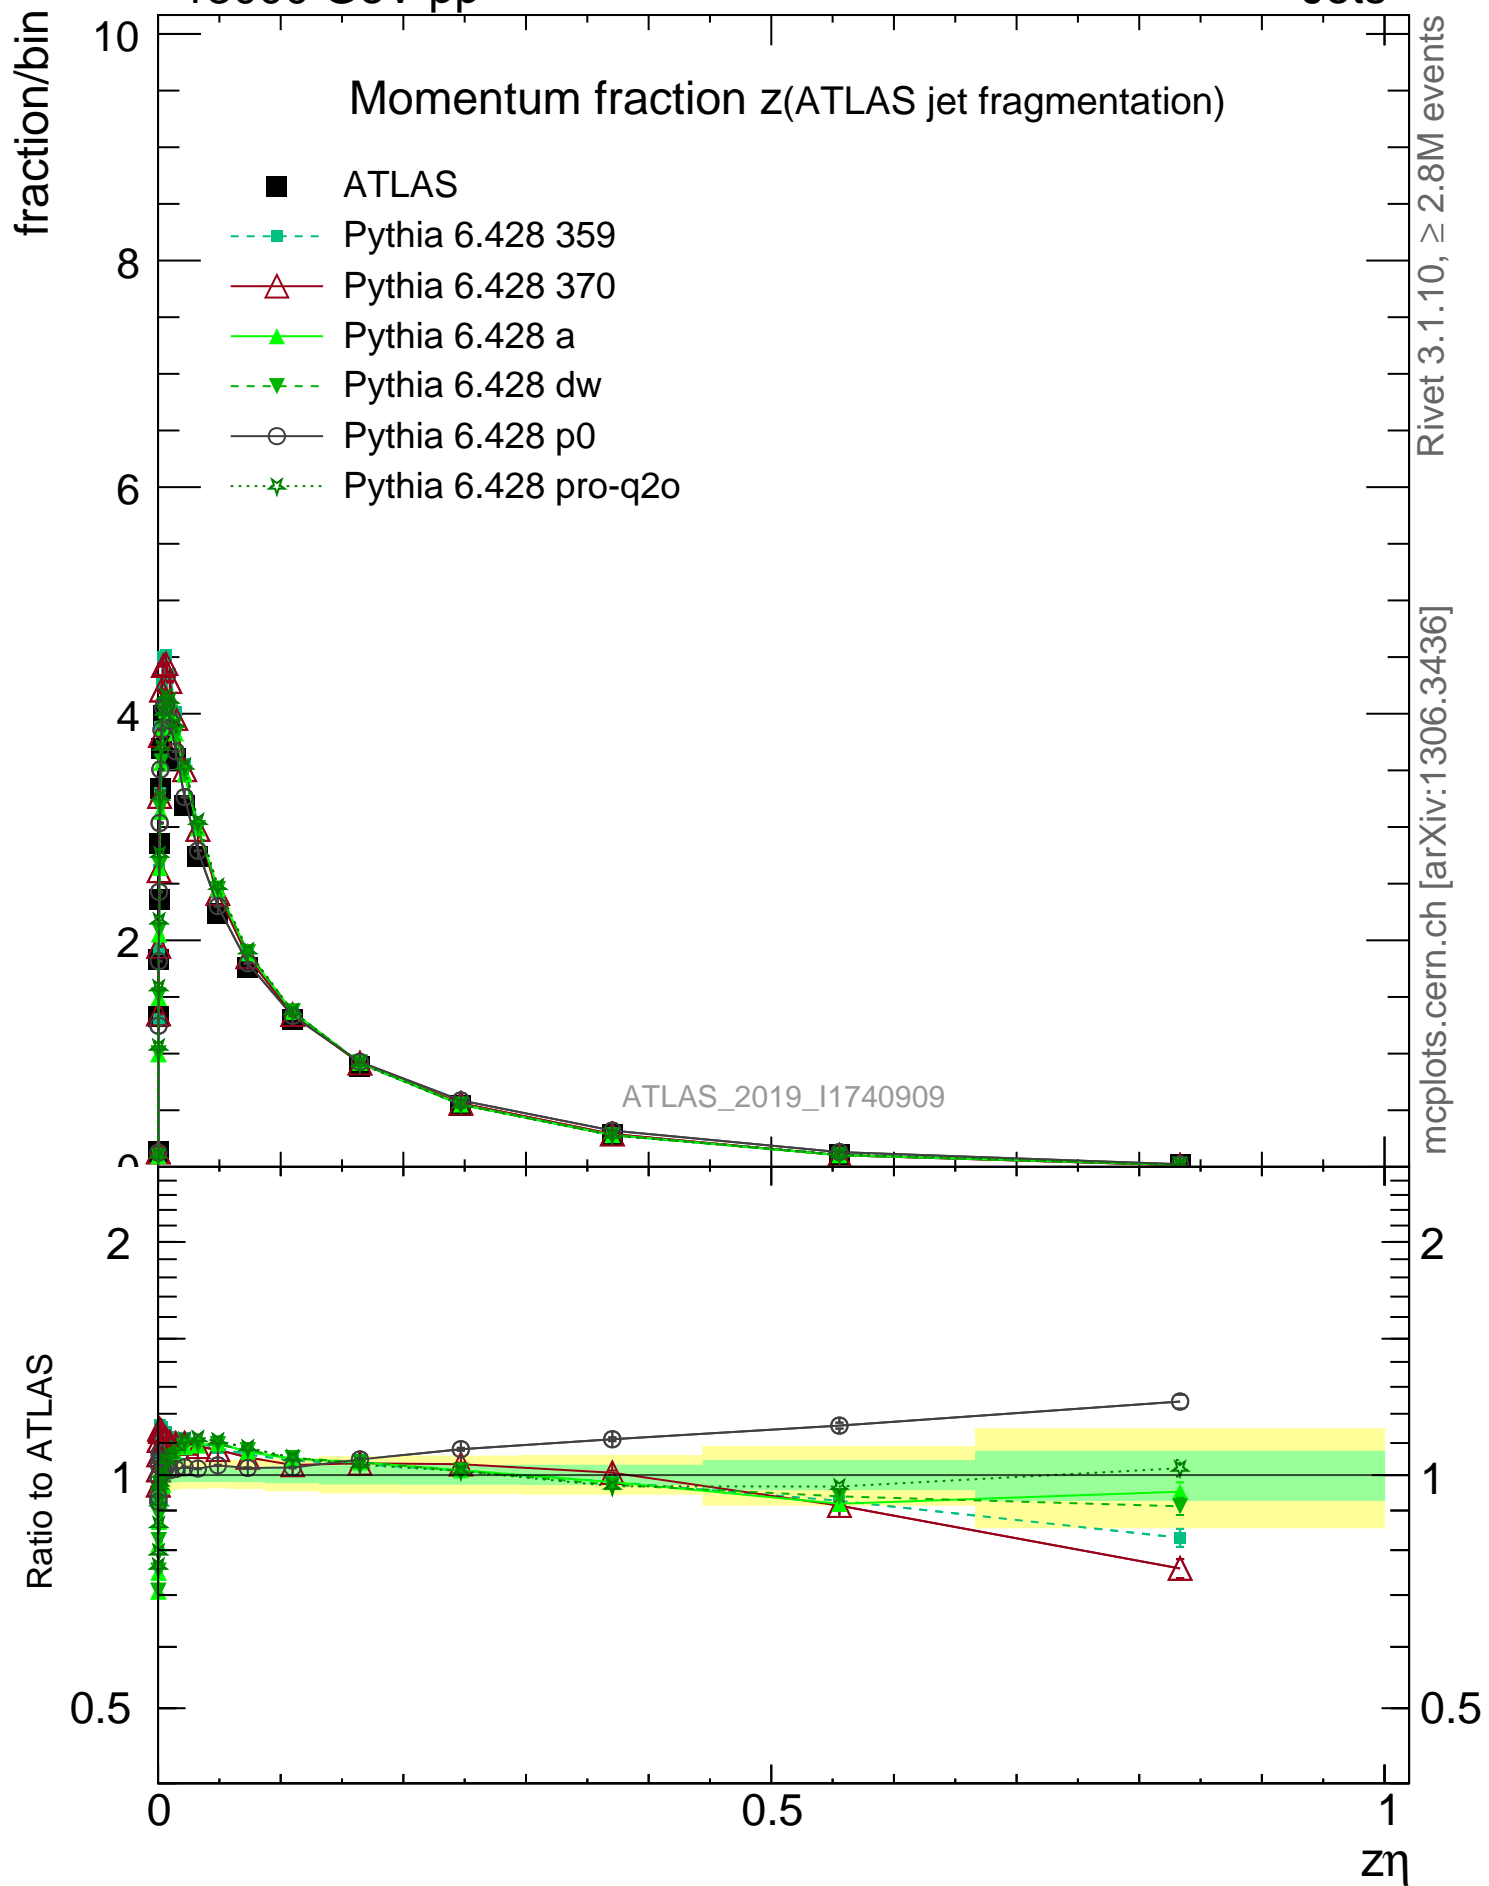 fraction/bin
Momentum fraction z(ATLAS jet fragmentation)
ATLAS
Pythia 6.428 359
Pythia 6.428 370
Pythia 6.428 a
Pythia 6.428 dw
Pythia 6.428 p0
Pythia 6.428 pro-q2o
10
8
6
4
2
0
ATLAS_2019_I1740909
Rivet 3.1.10, ≥ 2.8M events
mcplots.cern.ch [arXiv:1306.3436]
Ratio to ATLAS
2
1
0.5
2
1
0.5
0
0.5
1
zη